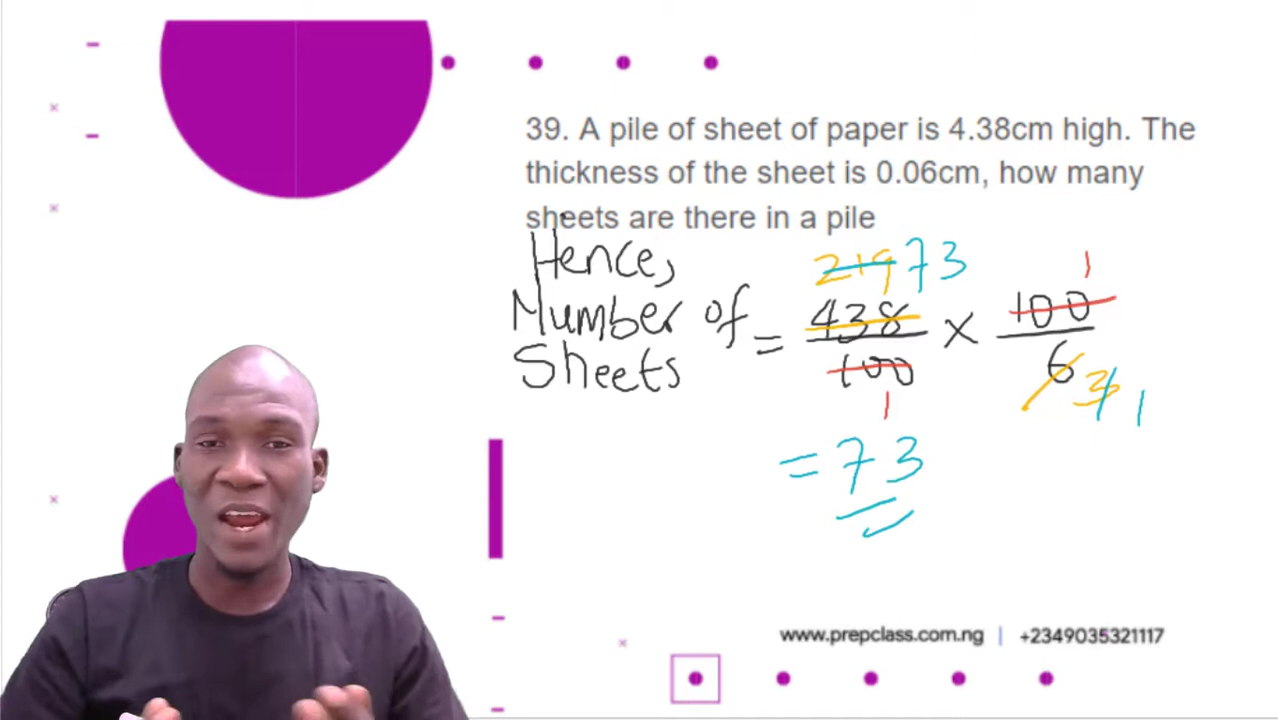 39. A pile of sheet of paper is 4.38cm high. The
thickness of the sheet is 0.06cm, how many
sheets are there in a pile
Hence,
Number of
Sheets
=
219 73
438
100
1
×
1
100
6 3 1
= 73
www.prepclass.com.ng | +2349035321117